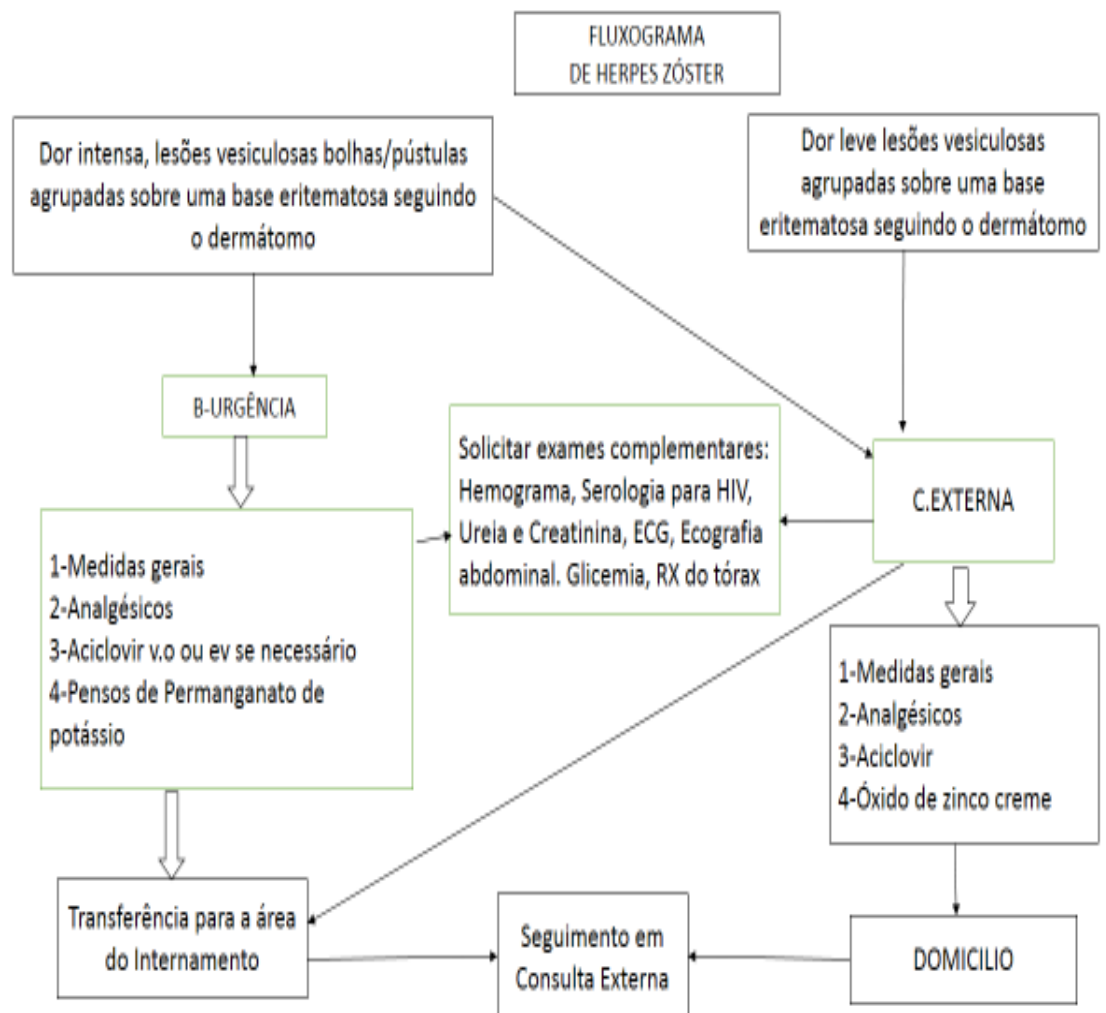 FLUXOGRAMA
DE HERPES ZÓSTER
Dor intensa, lesões vesiculosas bolhas/pústulas
agrupadas sobre uma base eritematosa seguindo
o dermátomo
Dor leve lesões vesiculosas
agrupadas sobre uma base
eritematosa seguindo o dermátomo
B-URGÊNCIA
Solicitar exames complementares:
Hemograma, Serologia para HIV,
Ureia e Creatinina, ECG, Ecografia
abdominal. Glicemia, RX do tórax
C.EXTERNA
1-Medidas gerais
2-Analgésicos
3-Aciclovir v.o ou ev se necessário
4-Pensos de Permanganato de
potássio
1-Medidas gerais
2-Analgésicos
3-Aciclovir
4-Óxido de zinco creme
Transferência para a área
do Internamento
Seguimento em
Consulta Externa
DOMICILIO